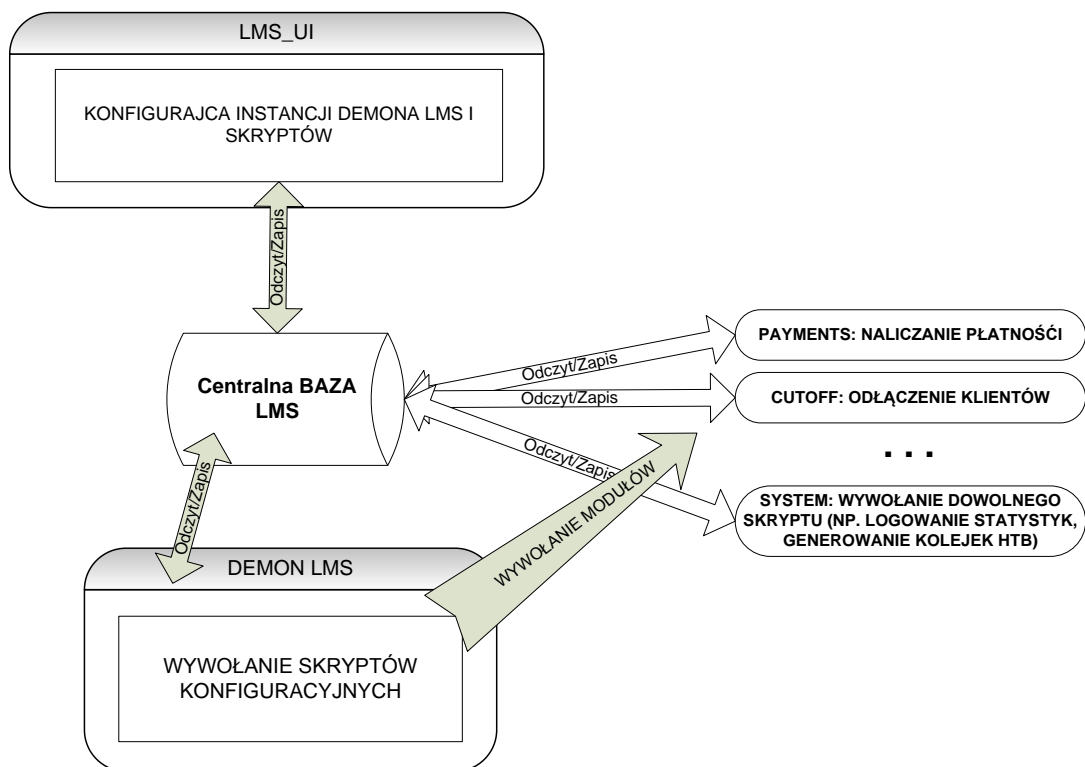 LMS_UI
KONFIGURAJCA INSTANCJI DEMONA LMS I
SKRYPTÓW
Odczyt/Zapis
Centralna BAZA
LMS
Odczyt/Zapis
Odczyt/Zapis
Odczyt/Zapis
PAYMENTS: NALICZANIE PŁATNOŚĆI
CUTOFF: ODŁĄCZENIE KLIENTÓW
...
SYSTEM: WYWOŁANIE DOWOLNEGO
SKRYPTU (NP. LOGOWANIE STATYSTYK,
GENEROWANIE KOLEJEK HTB)
Odczyt/Zapis
WYWOŁANIE MODUŁÓW
DEMON LMS
WYWOŁANIE SKRYPTÓW
KONFIGURACYJNYCH